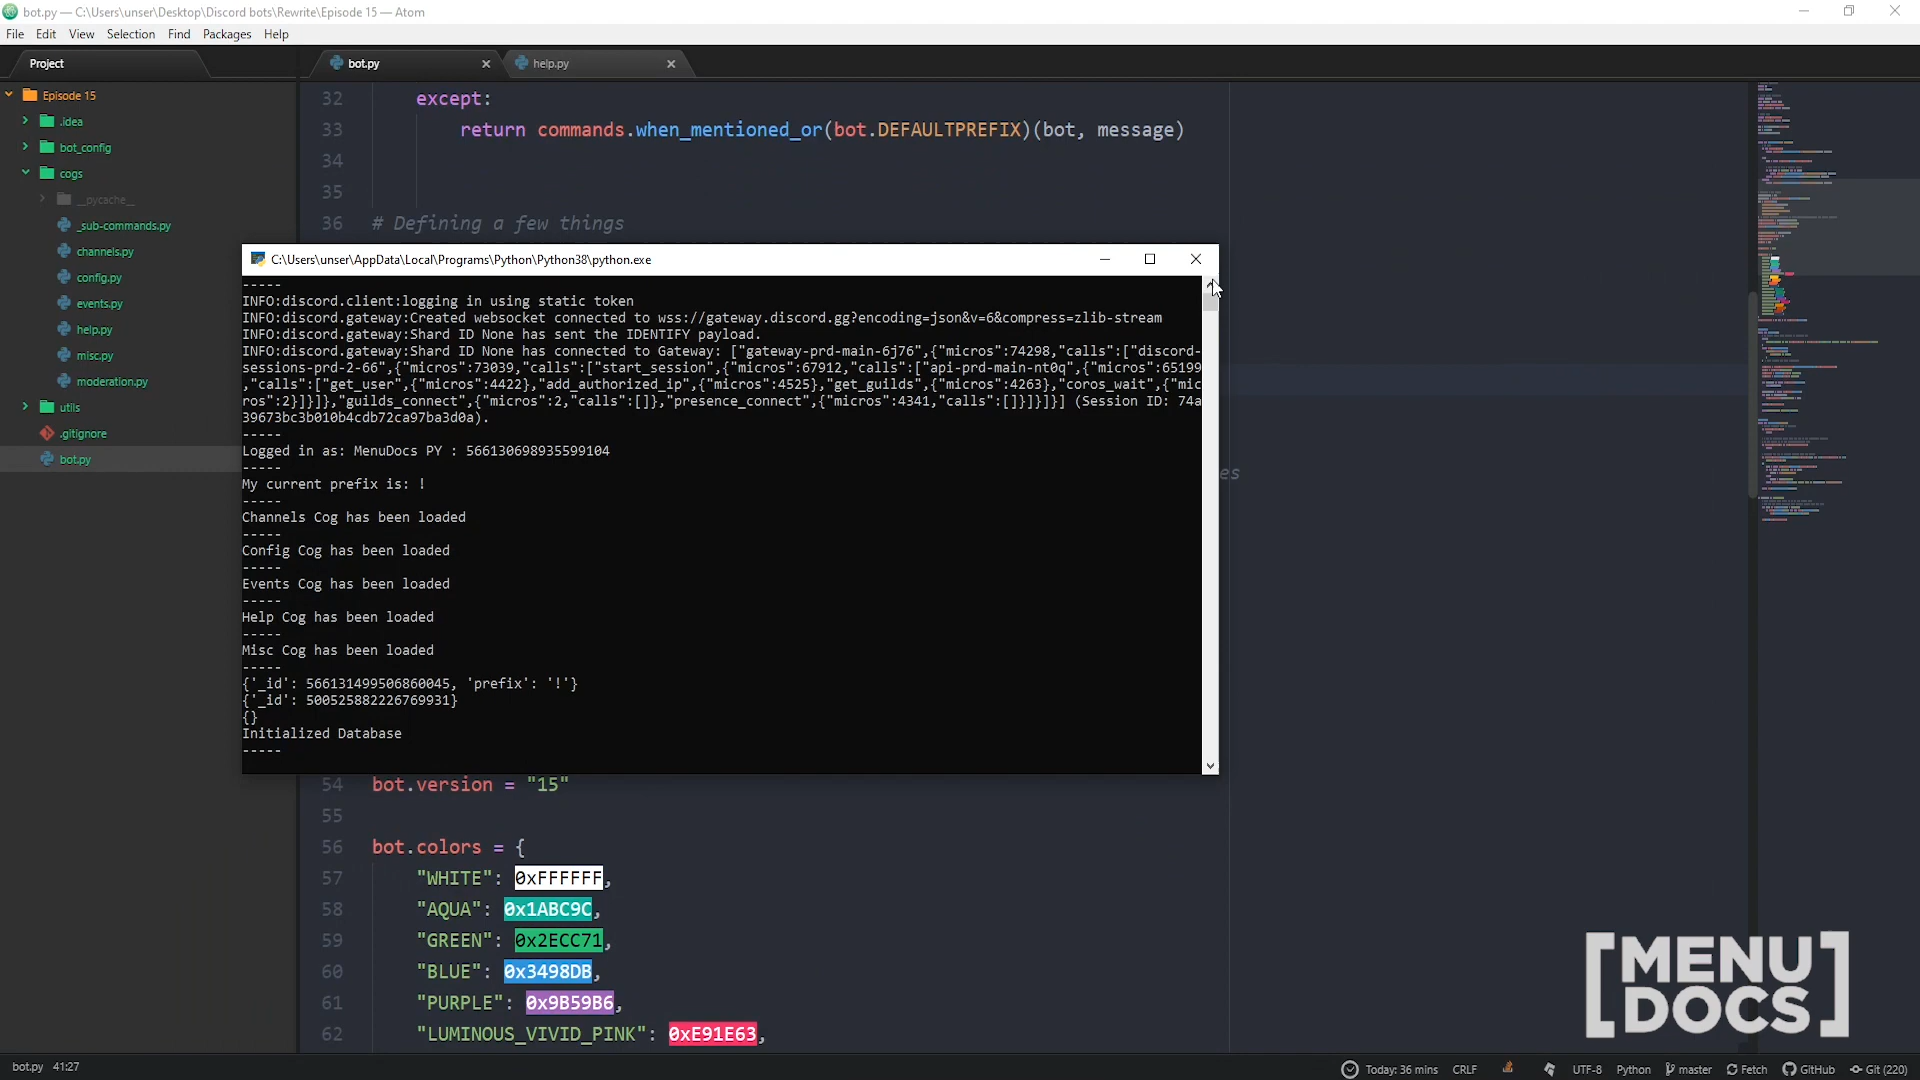 bot.py — C:\Users\unser\Desktop\Discord bots\Rewrite\Episode 15 — Atom
File Edit View Selection Find Packages Help
Project
bot.py
help.py
Episode 15
.idea
bot_config
cogs
__pycache__
_sub-commands.py
channels.py
config.py
events.py
help.py
misc.py
moderation.py
utils
.gitignore
bot.py
32 except:
33 return commands.when_mentioned_or(bot.DEFAULTPREFIX)(bot, message)
34
35
36 # Defining a few things
C:\Users\unser\AppData\Local\Programs\Python\Python38\python.exe
-----
INFO:discord.client:logging in using static token
INFO:discord.gateway:Created websocket connected to wss://gateway.discord.gg?encoding=json&v=6&compress=zlib-stream
INFO:discord.gateway:Shard ID None has sent the IDENTIFY payload.
INFO:discord.gateway:Shard ID None has connected to Gateway: ["gateway-prd-main-6j76",{"micros":74298,"calls":["discord-
sessions-prd-2-66",{"micros":73039,"calls":["start_session",{"micros":67912,"calls":["api-prd-main-nt0q",{"micros":65199
,"calls":["get_user",{"micros":4422},"add_authorized_ip",{"micros":4525},"get_guilds",{"micros":4263},"coros_wait",{"mic
ros":2}]}]},"guilds_connect",{"micros":2,"calls":[]},"presence_connect",{"micros":4341,"calls":[]}]}]}] (Session ID: 74a
39673bc3b010b4cdb72ca97ba3d0a).
-----
Logged in as: MenuDocs PY : 566130698935599104
-----
My current prefix is: !
-----
Channels Cog has been loaded
-----
Config Cog has been loaded
-----
Events Cog has been loaded
-----
Help Cog has been loaded
-----
Misc Cog has been loaded
-----
{'_id': 566131499506860045, 'prefix': '!'}
{'_id': 500525882226769931}
{}
Initialized Database
-----
es
54 bot.version = "15"
55
56 bot.colors = {
57 "WHITE": 0xFFFFFF,
58 "AQUA": 0x1ABC9C,
59 "GREEN": 0x2ECC71,
60 "BLUE": 0x3498DB,
61 "PURPLE": 0x9B59B6,
62 "LUMINOUS_VIVID_PINK": 0xE91E63,
[MENU
DOCS]
bot.py 41:27 Today: 36 mins CRLF UTF-8 Python master Fetch GitHub Git (220)